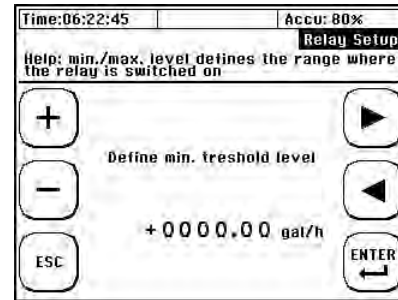 Time:06:22:45 Accu: 80%
Relay Setup
Help: min./max. level defines the range where
the relay is switched on
+
Define min. treshold level
−
+0000.00 gal/h
ESC
ENTER